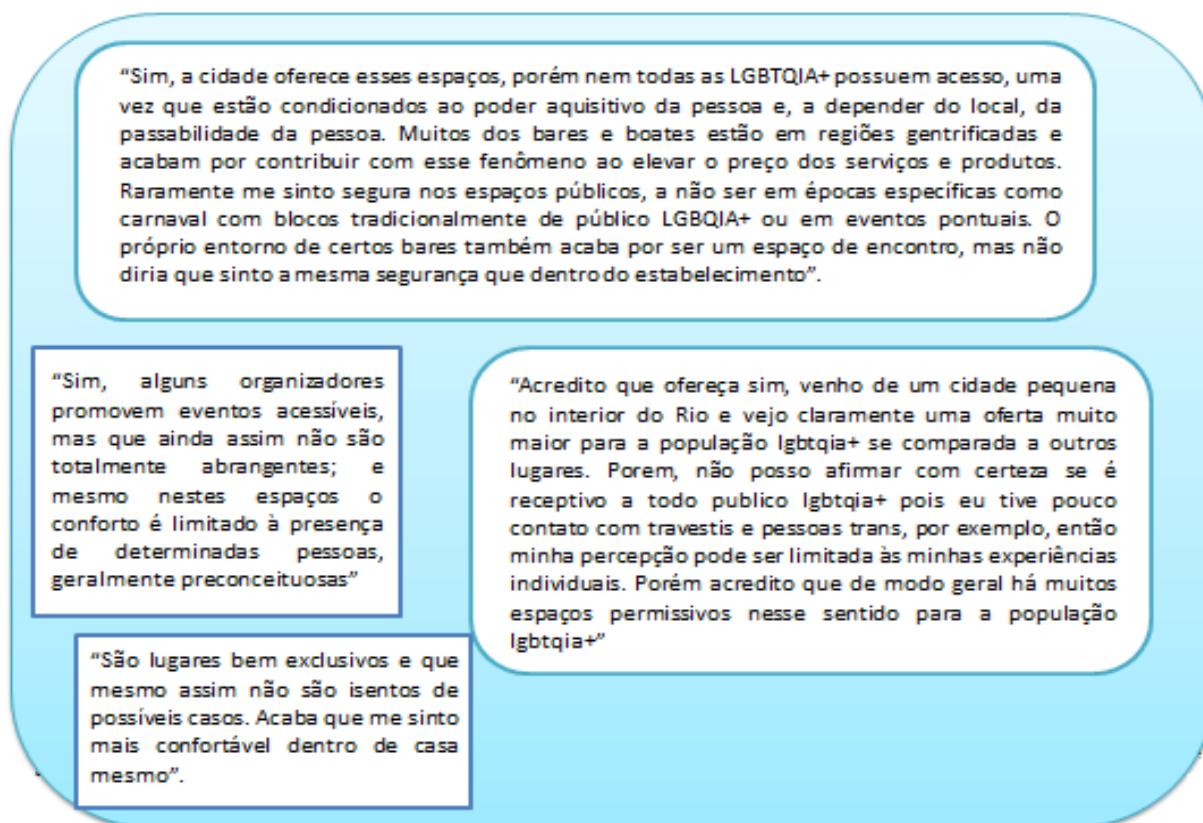 “Sim, a cidade oferece esses espaços, porém nem todas as LGBTQIA+ possuem acesso, uma
vez que estão condicionados ao poder aquisitivo da pessoa e, a depender do local, da
passabilidade da pessoa. Muitos dos bares e boates estão em regiões gentrificadas e
acabam por contribuir com esse fenômeno ao elevar o preço dos serviços e produtos.
Raramente me sinto segura nos espaços públicos, a não ser em épocas específicas como
carnaval com blocos tradicionalmente de público LGBQIA+ ou em eventos pontuais. O
próprio entorno de certos bares também acaba por ser um espaço de encontro, mas não
diria que sinto a mesma segurança que dentro do estabelecimento”.
“Sim, alguns organizadores
promovem eventos acessíveis,
mas que ainda assim não são
totalmente abrangentes; e
mesmo nestes espaços o
conforto é limitado à presença
de determinadas pessoas,
geralmente preconceituosas”
“Acredito que ofereça sim, venho de um cidade pequena
no interior do Rio e vejo claramente uma oferta muito
maior para a população lgbtqia+ se comparada a outros
lugares. Porem, não posso afirmar com certeza se é
receptivo a todo publico lgbtqia+ pois eu tive pouco
contato com travestis e pessoas trans, por exemplo, então
minha percepção pode ser limitada às minhas experiências
individuais. Porém acredito que de modo geral há muitos
espaços permissivos nesse sentido para a população
lgbtqia+”
“São lugares bem exclusivos e que
mesmo assim não são isentos de
possíveis casos. Acaba que me sinto
mais confortável dentro de casa
mesmo”.